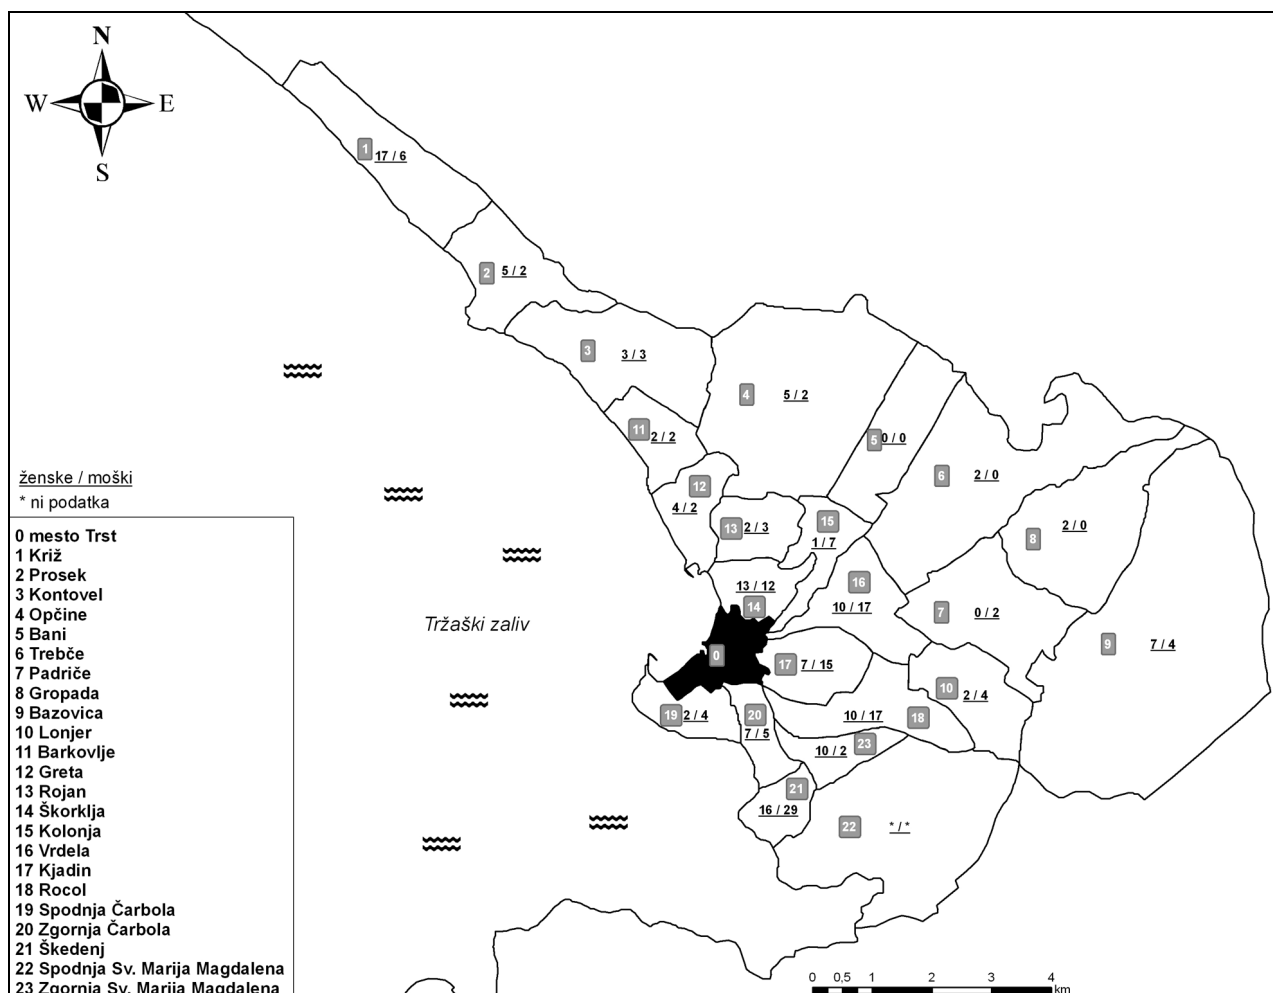 N
W E
S
1
17 / 6
2
5 / 2
3
3 / 3
4
5 / 2
5
0 / 0
6
2 / 0
11
2 / 2
12
4 / 2
13
2 / 3
15
1 / 7
8
2 / 0
14
13 / 12
16
10 / 17
7
0 / 2
9
7 / 4
0
17
7 / 15
10
2 / 4
19
2 / 4
20
7 / 5
18
10 / 17
23
10 / 2
21
16 / 29
22
* / *
Tržaški zaliv
ženske / moški
* ni podatka
0 mesto Trst
1 Križ
2 Prosek
3 Kontovel
4 Opčine
5 Bani
6 Trebče
7 Padriče
8 Gropada
9 Bazovica
10 Lonjer
11 Barkovlje
12 Greta
13 Rojan
14 Škorklja
15 Kolonja
16 Vrdela
17 Kjadin
18 Rocol
19 Spodnja Čarbola
20 Zgornja Čarbola
21 Škedenj
22 Spodnja Sv. Marija Magdalena
23 Zgornja Sv. Marija Magdalena
0 0,5 1 2 3 4
km